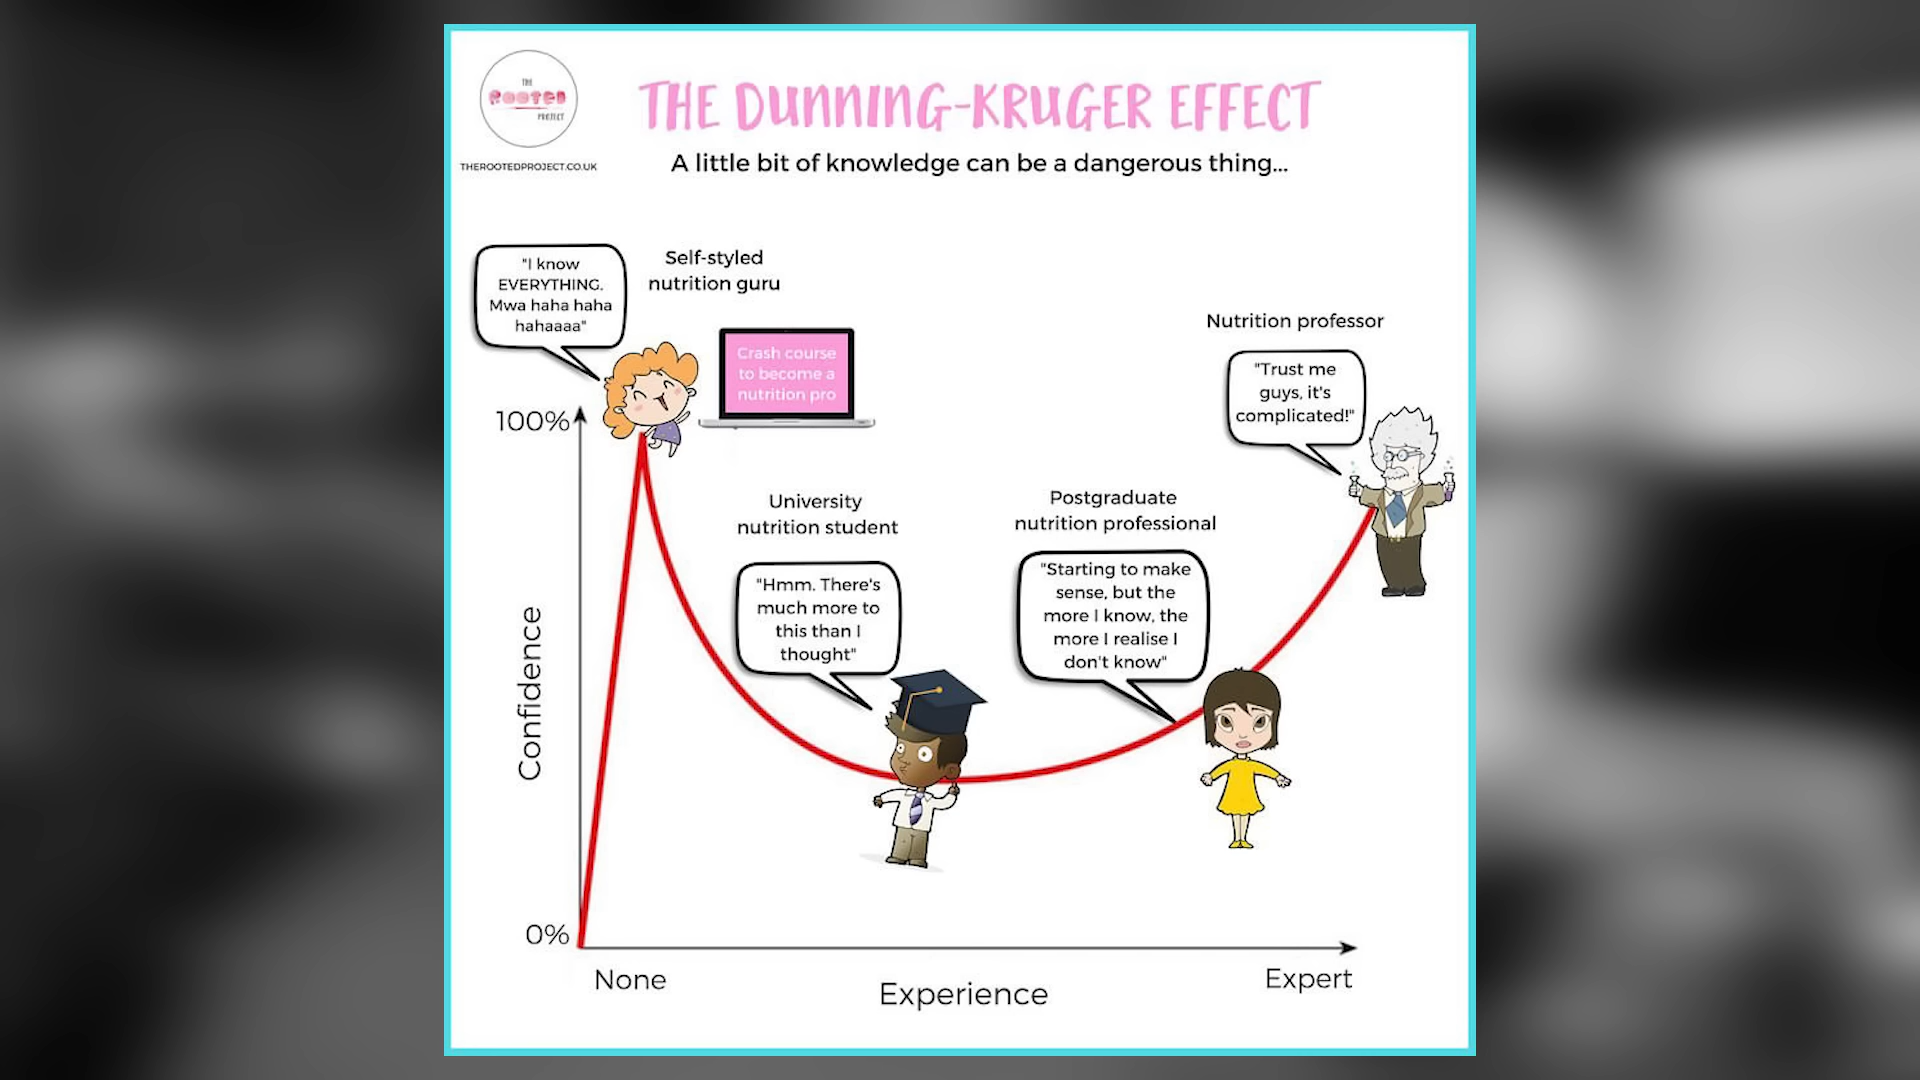 THE
ROOTED
PROJECT
THEROOTEDPROJECT.CO.UK
THE DUNNING-KRUGER EFFECT
A little bit of knowledge can be a dangerous thing...
"I know
EVERYTHING.
Mwa haha haha
hahaaaa"
Self-styled
nutrition guru
Crash course
to become a
nutrition pro
Nutrition professor
"Trust me
guys, it's
complicated!"
University
nutrition student
"Hmm. There's
much more to
this than I
thought"
Postgraduate
nutrition professional
"Starting to make
sense, but the
more I know, the
more I realise I
don't know"
100%
Confidence
0%
None
Experience
Expert